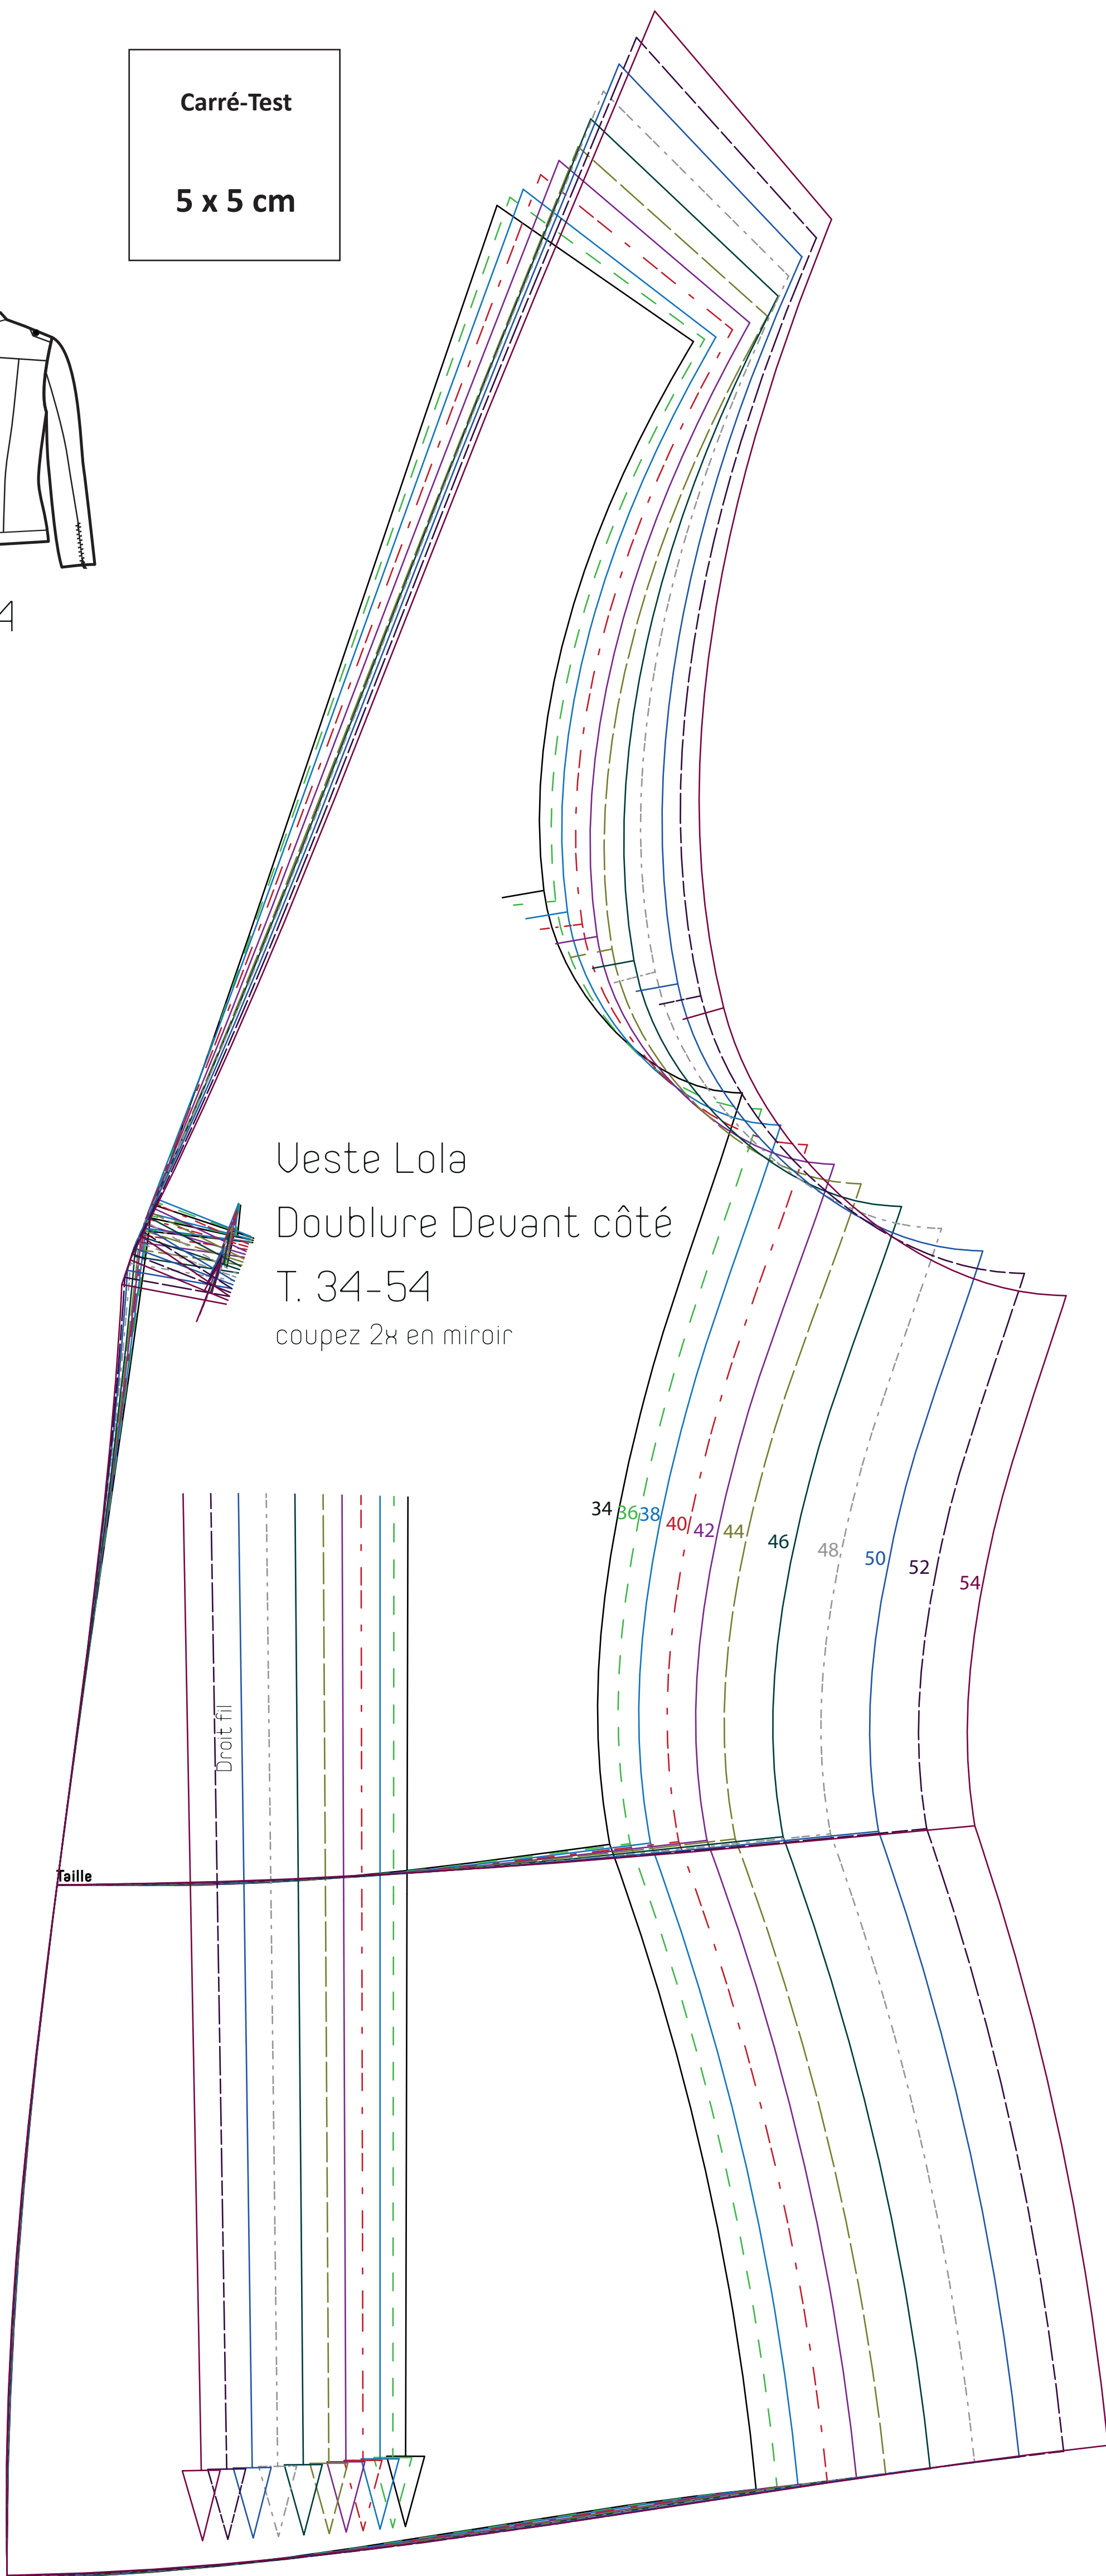 Carré-Test
5 x 5 cm
Veste Lola
Doublure Devant côté
T. 34-54
coupez 2x en miroir
34 36 38 40 42 44 46 48 50 52 54
Droit fil
Taille